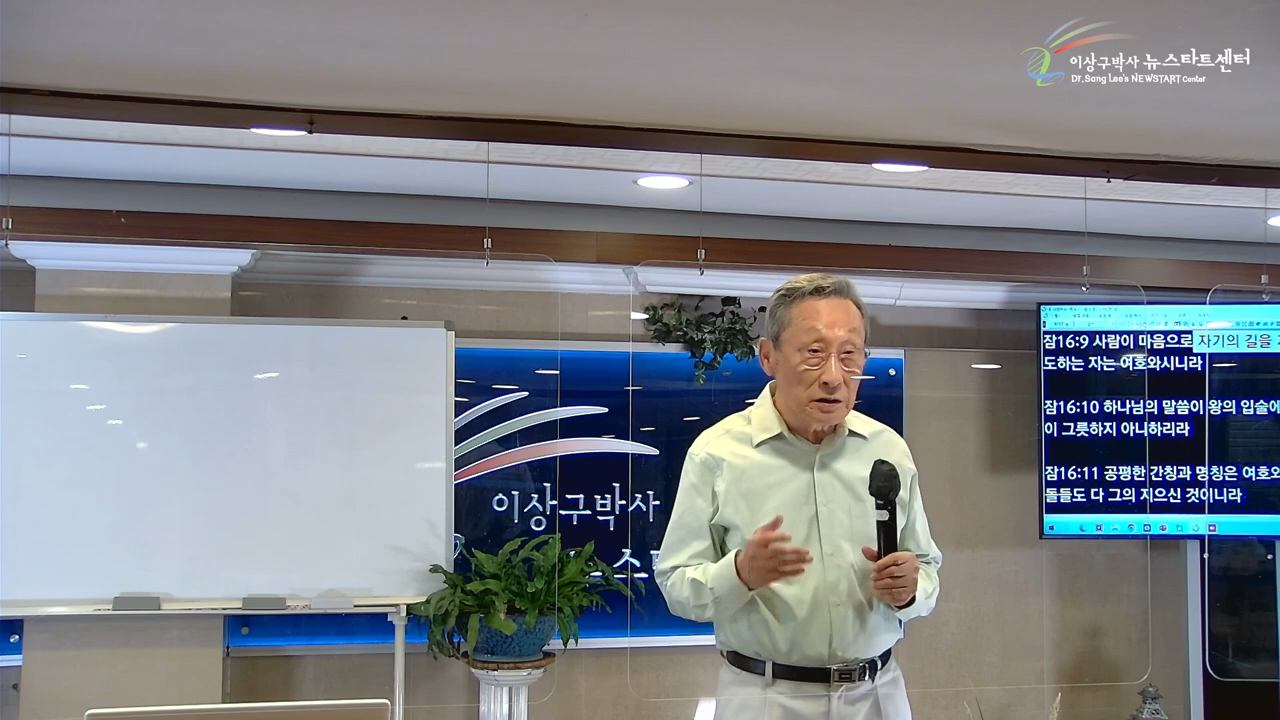 이상구박사 뉴스타트센터
Dr. Sang Lee's NEWSTART Center
잠16:9 사람이 마음으로 자기의 길을
도하는 자는 여호와시니라
잠16:10 하나님의 말씀이 왕의 입술에
이 그릇하지 아니하리라
잠16:11 공평한 간칭과 명칭은 여호와
돌들도 다 그의 지으신 것이니라
이상구박사